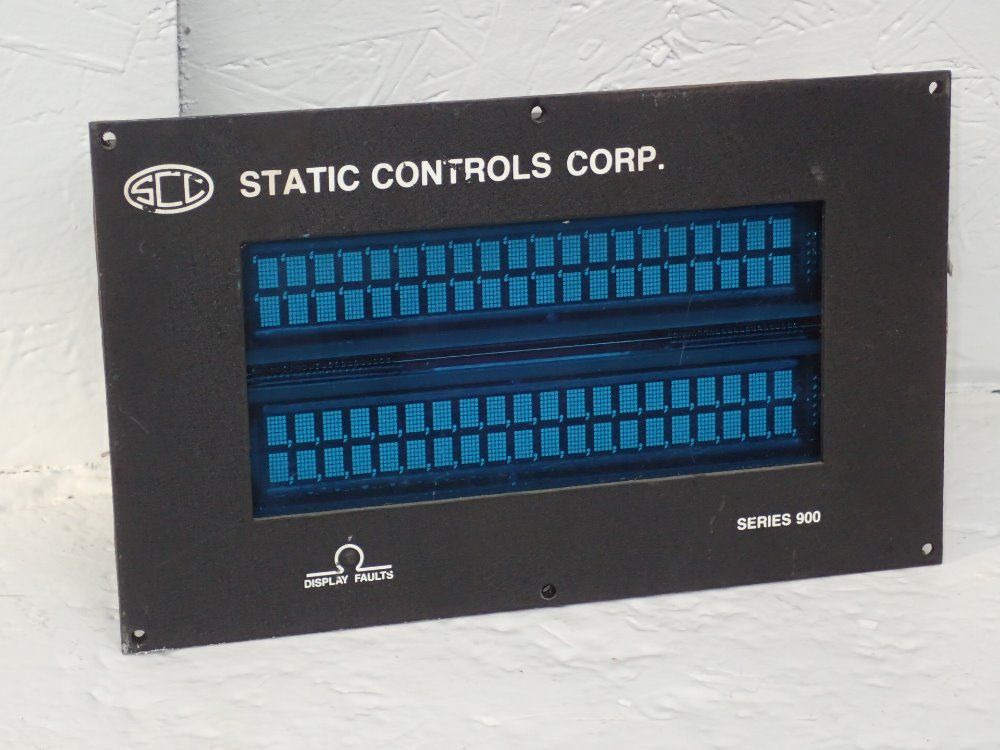 SCC STATIC CONTROLS CORP.
SERIES 900
DISPLAY FAULTS